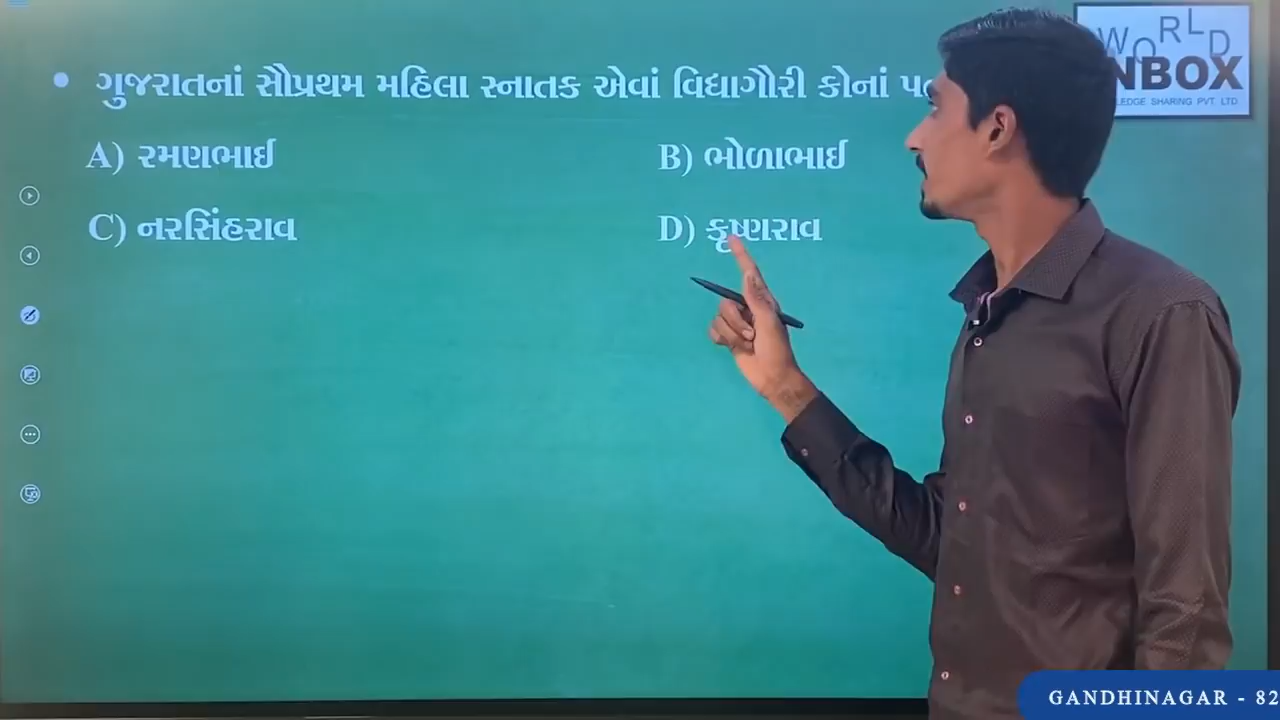 WORLD
NBOX
LEDGE SHARING PVT. LTD
• ગુજરાતનાં સૌપ્રથમ મહિલા સ્નાતક એવાં વિદ્યાગૌરી કોનાં
A) રમણભાઈ B) ભોળાભાઈ
C) નરસિંહરાવ D) કૃષ્ણરાવ
GANDHINAGAR - 82